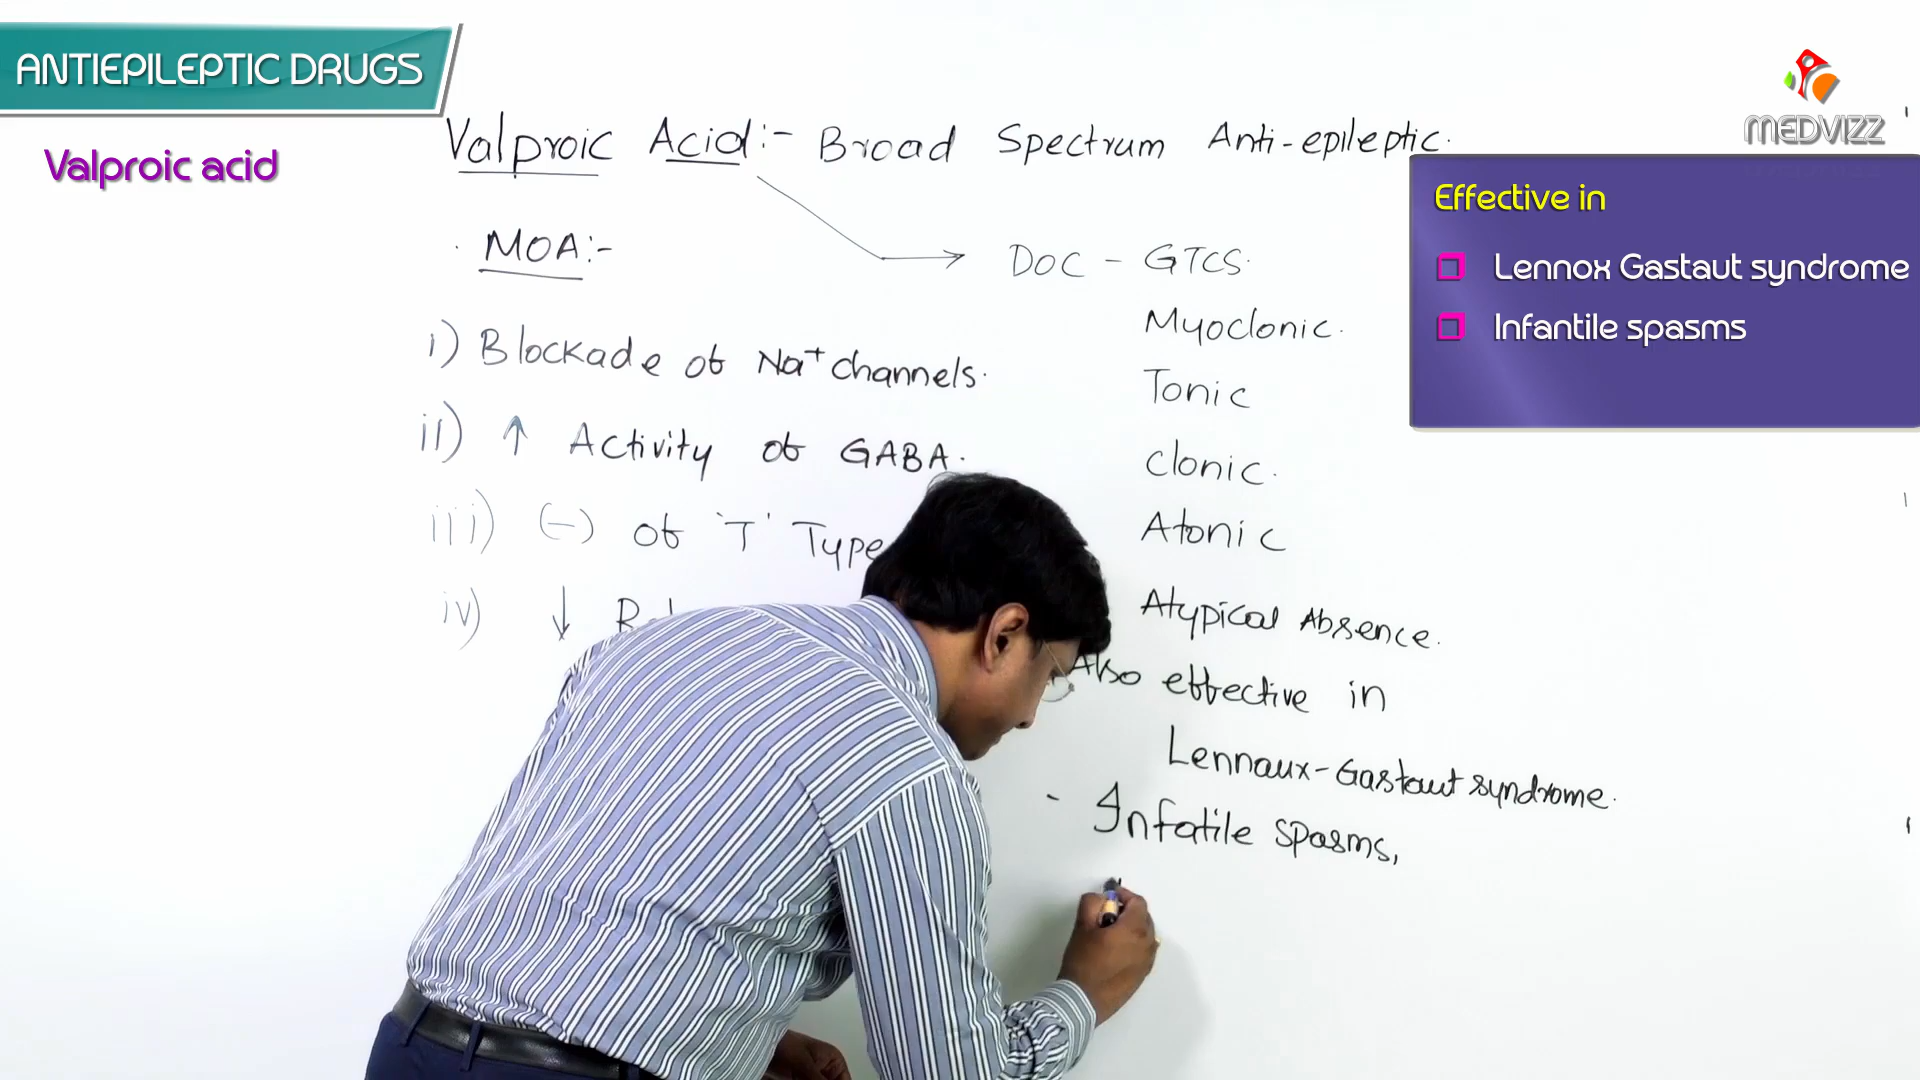 ANTIEPILEPTIC DRUGS
Valproic acid
MEDVIZZ
Effective in
Lennox Gastaut syndrome
Infantile spasms
Valproic Acid:- Broad Spectrum Anti-epileptic.
MOA:-
DOC - GTCS.
Myoclonic.
Tonic
clonic.
Atonic
Atypical Absence.
i) Blockade of Na+ channels.
ii) ↑ Activity of GABA.
iii) (-) of 'T' Type
iv) ↓
Also effective in
Lennaux-Gastaut syndrome.
- Infatile spasms,